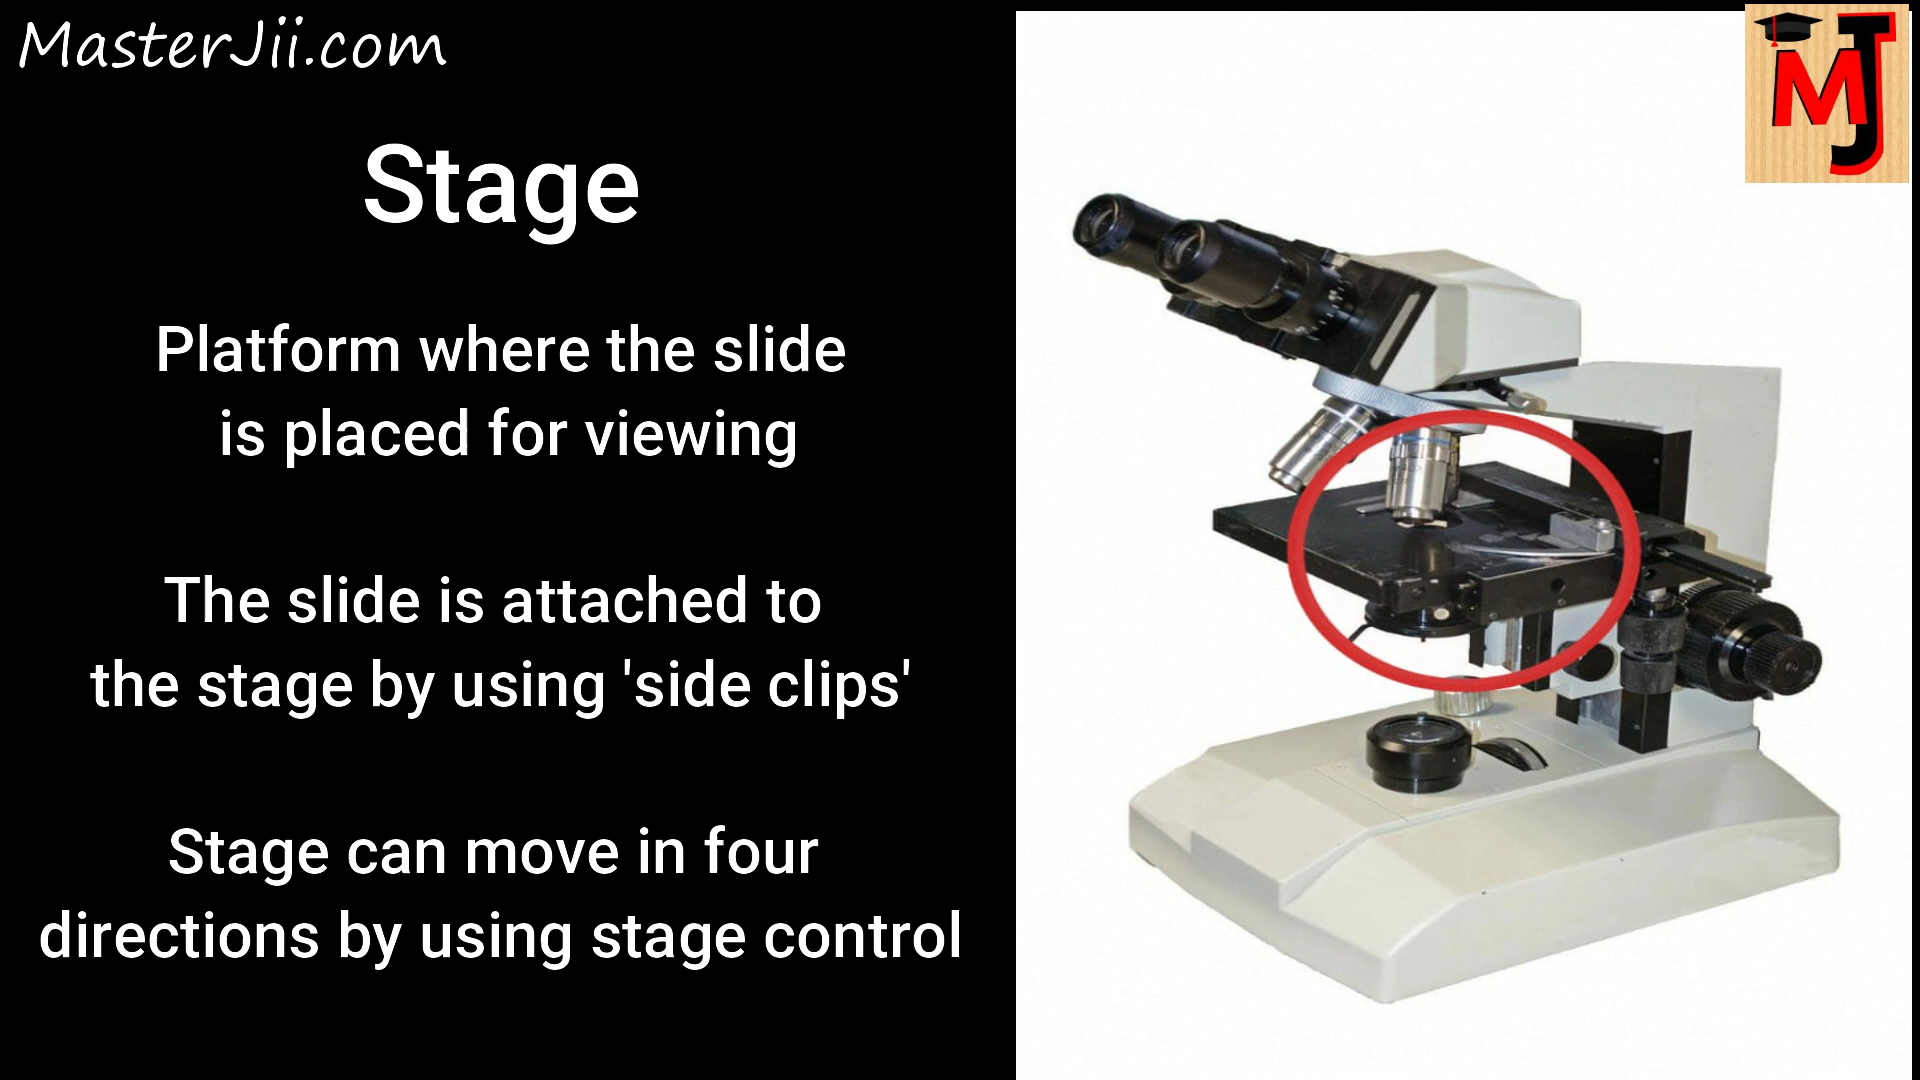 MasterJii.com
MJ
Stage
Platform where the slide
is placed for viewing
The slide is attached to
the stage by using 'side clips'
Stage can move in four
directions by using stage control